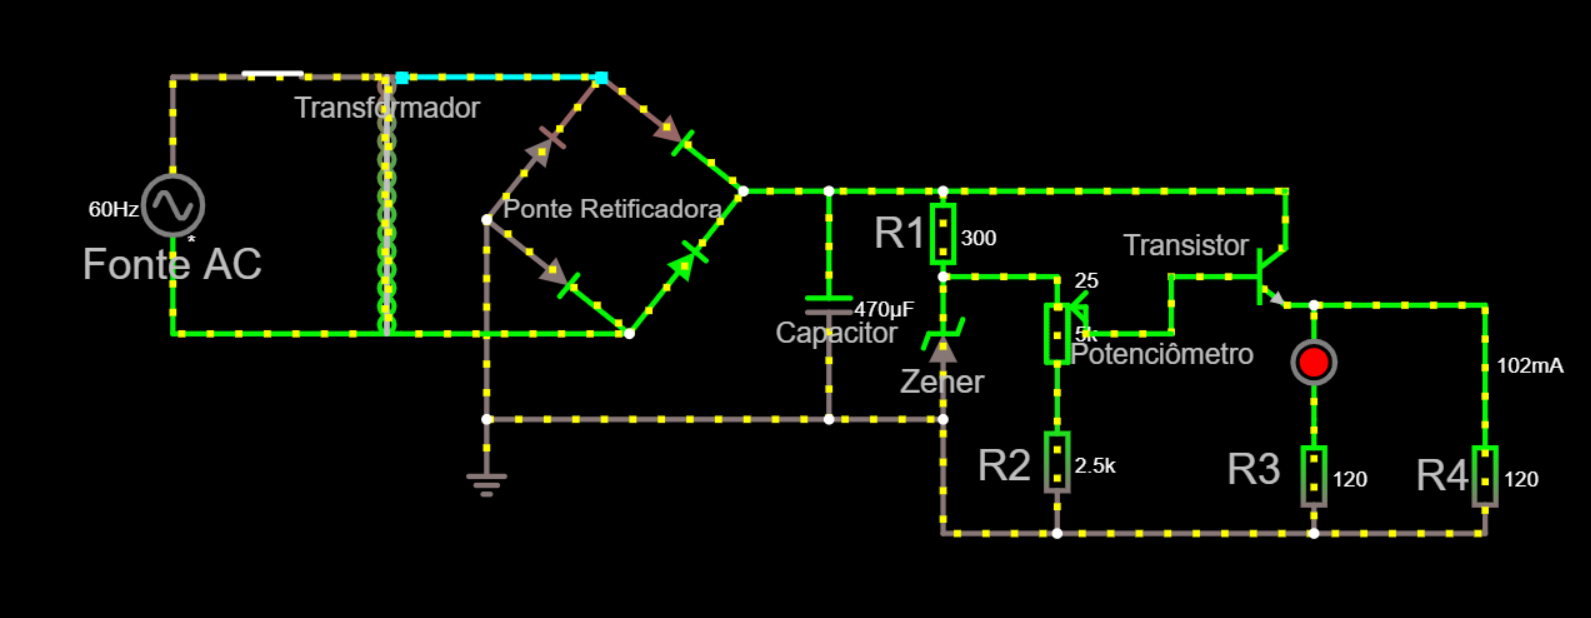 Transformador
60Hz
*
Fonte AC
Ponte Retificadora
R1
300
Transistor
25
470µF
Capacitor
5k
Potenciômetro
Zener
102mA
R2
2.5k
R3
120
R4
120